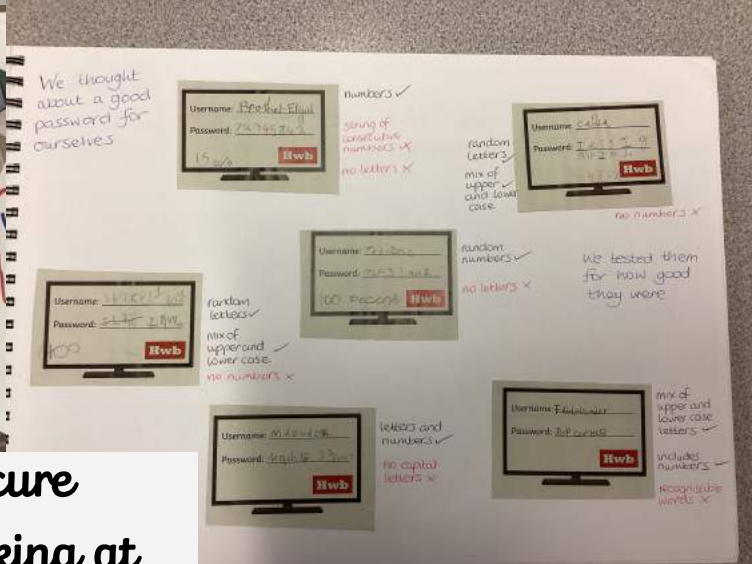 We thought
about a good
password for
ourselves
Username:
Password:
15
Hwb
numbers ✓
string of
consecutive
numbers x
no letters x
random
letters ✓
mix of
upper ✓
and lower
case
Username:
Password:
Hwb
no numbers x
Username:
Password:
100 Hwb
random
numbers ✓
no letters x
We tested them
for how good
they were
Username:
Password:
Hwb
random
letters ✓
mix of
upper and ✓
lower case
no numbers x
Username:
Password:
Hwb
letters and
numbers ✓
no capital
letters x
Username:
Password:
Hwb
mix of
upper and
lower case
letters ✓
includes
numbers ✓
recognisable
words x
cure
king at